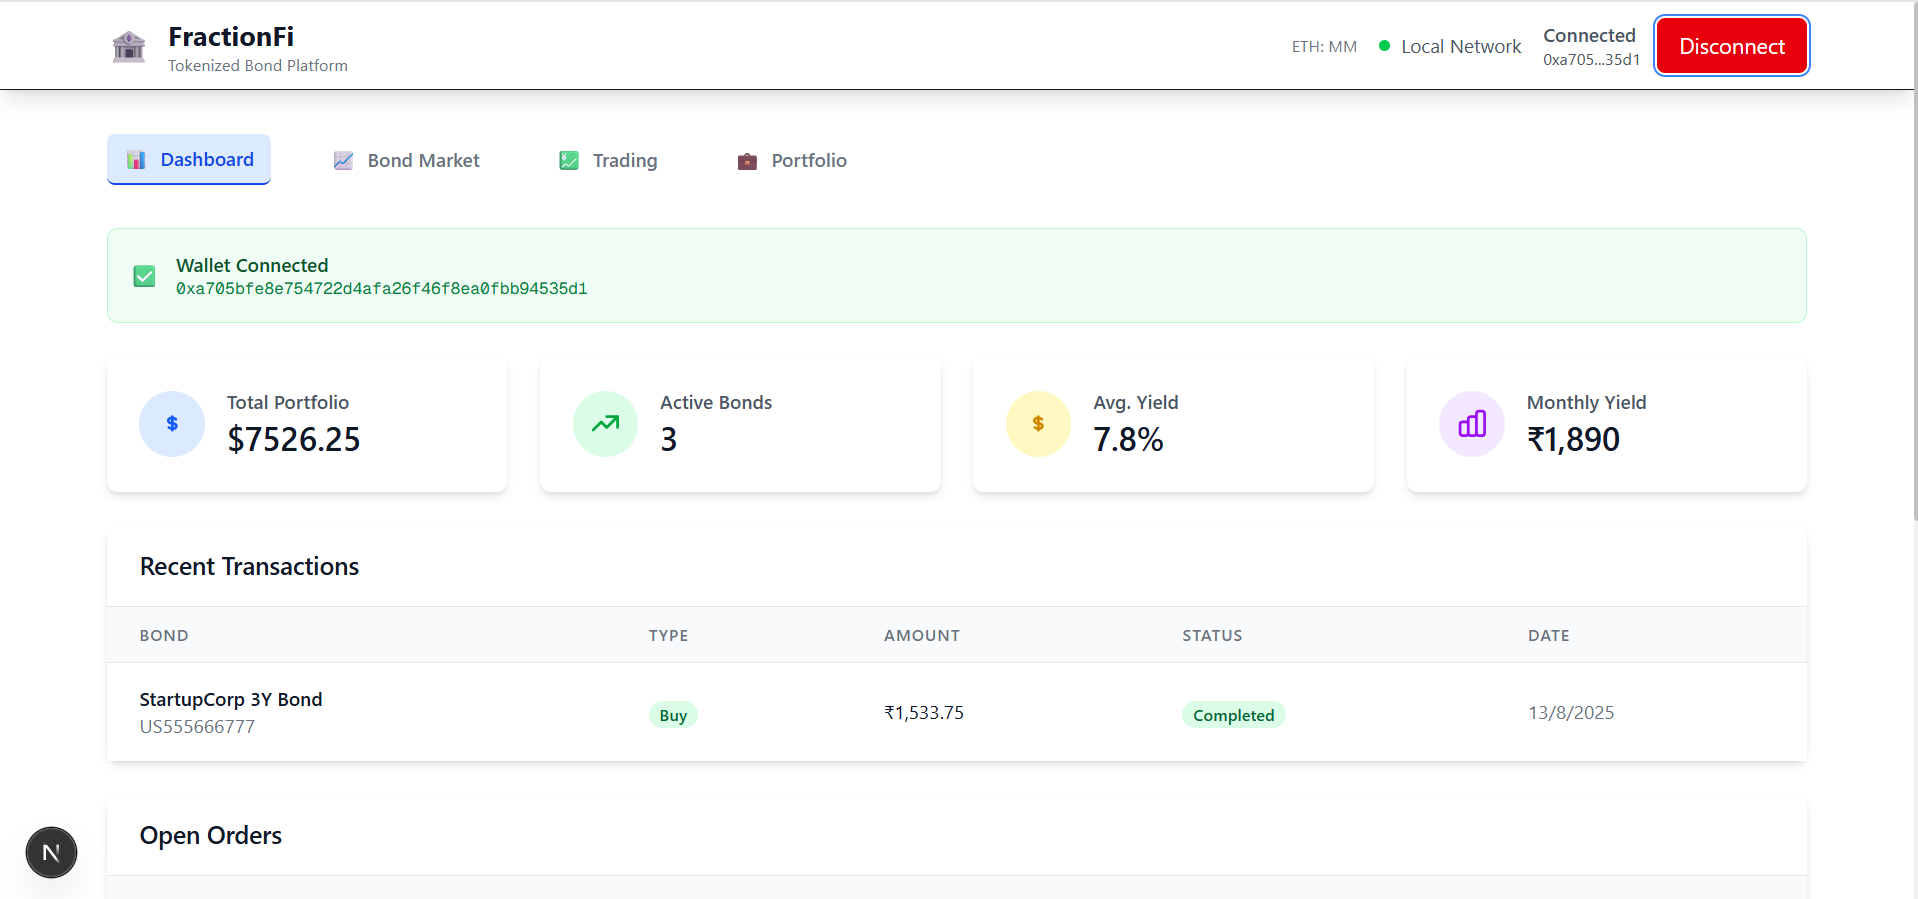 FractionFi
Tokenized Bond Platform
ETH: MM
Local Network
Connected
0xa705...35d1
Disconnect
Dashboard
Bond Market
Trading
Portfolio
Wallet Connected
0xa705bfe8e754722d4afa26f46f8ea0fbb94535d1
$
Total Portfolio
$7526.25
Active Bonds
3
$
Avg. Yield
7.8%
Monthly Yield
₹1,890
Recent Transactions
BOND TYPE AMOUNT STATUS DATE
StartupCorp 3Y Bond
US555666777
Buy
₹1,533.75
Completed
13/8/2025
Open Orders
N